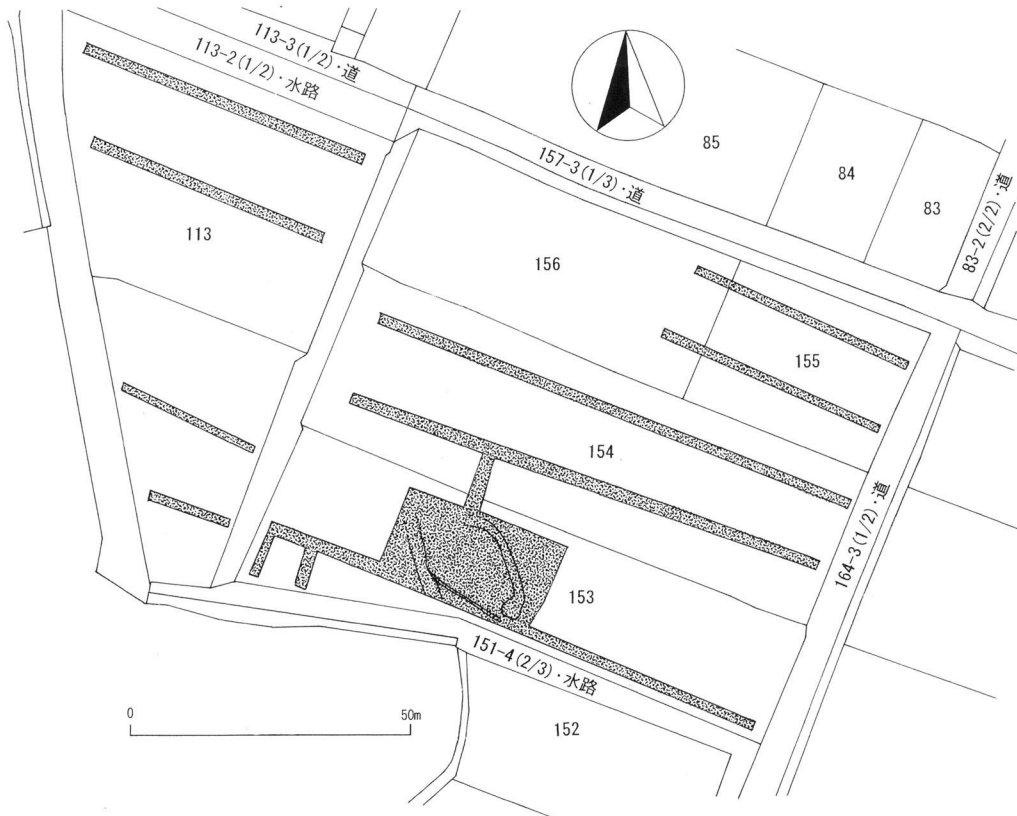 113-3(1/2)・道
113-2(1/2)・水路
85
157-3(1/3)・道
84
83
83-2(2/2)・道
113
156
155
154
164-3(1/2)・道
153
151-4(2/3)・水路
0
50m
152